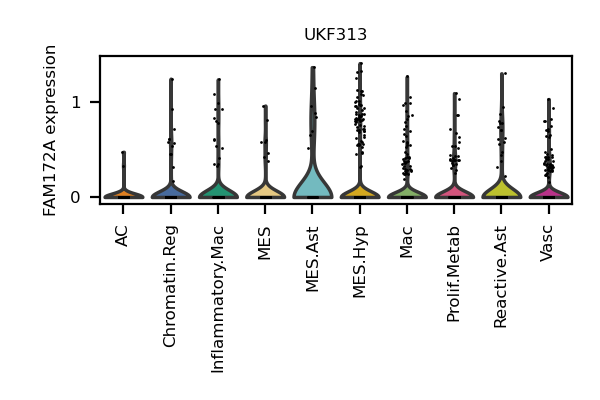 UKF313
FAM172A expression
1
0
AC
Chromatin.Reg
Inflammatory.Mac
MES
MES.Ast
MES.Hyp
Mac
Prolif.Metab
Reactive.Ast
Vasc